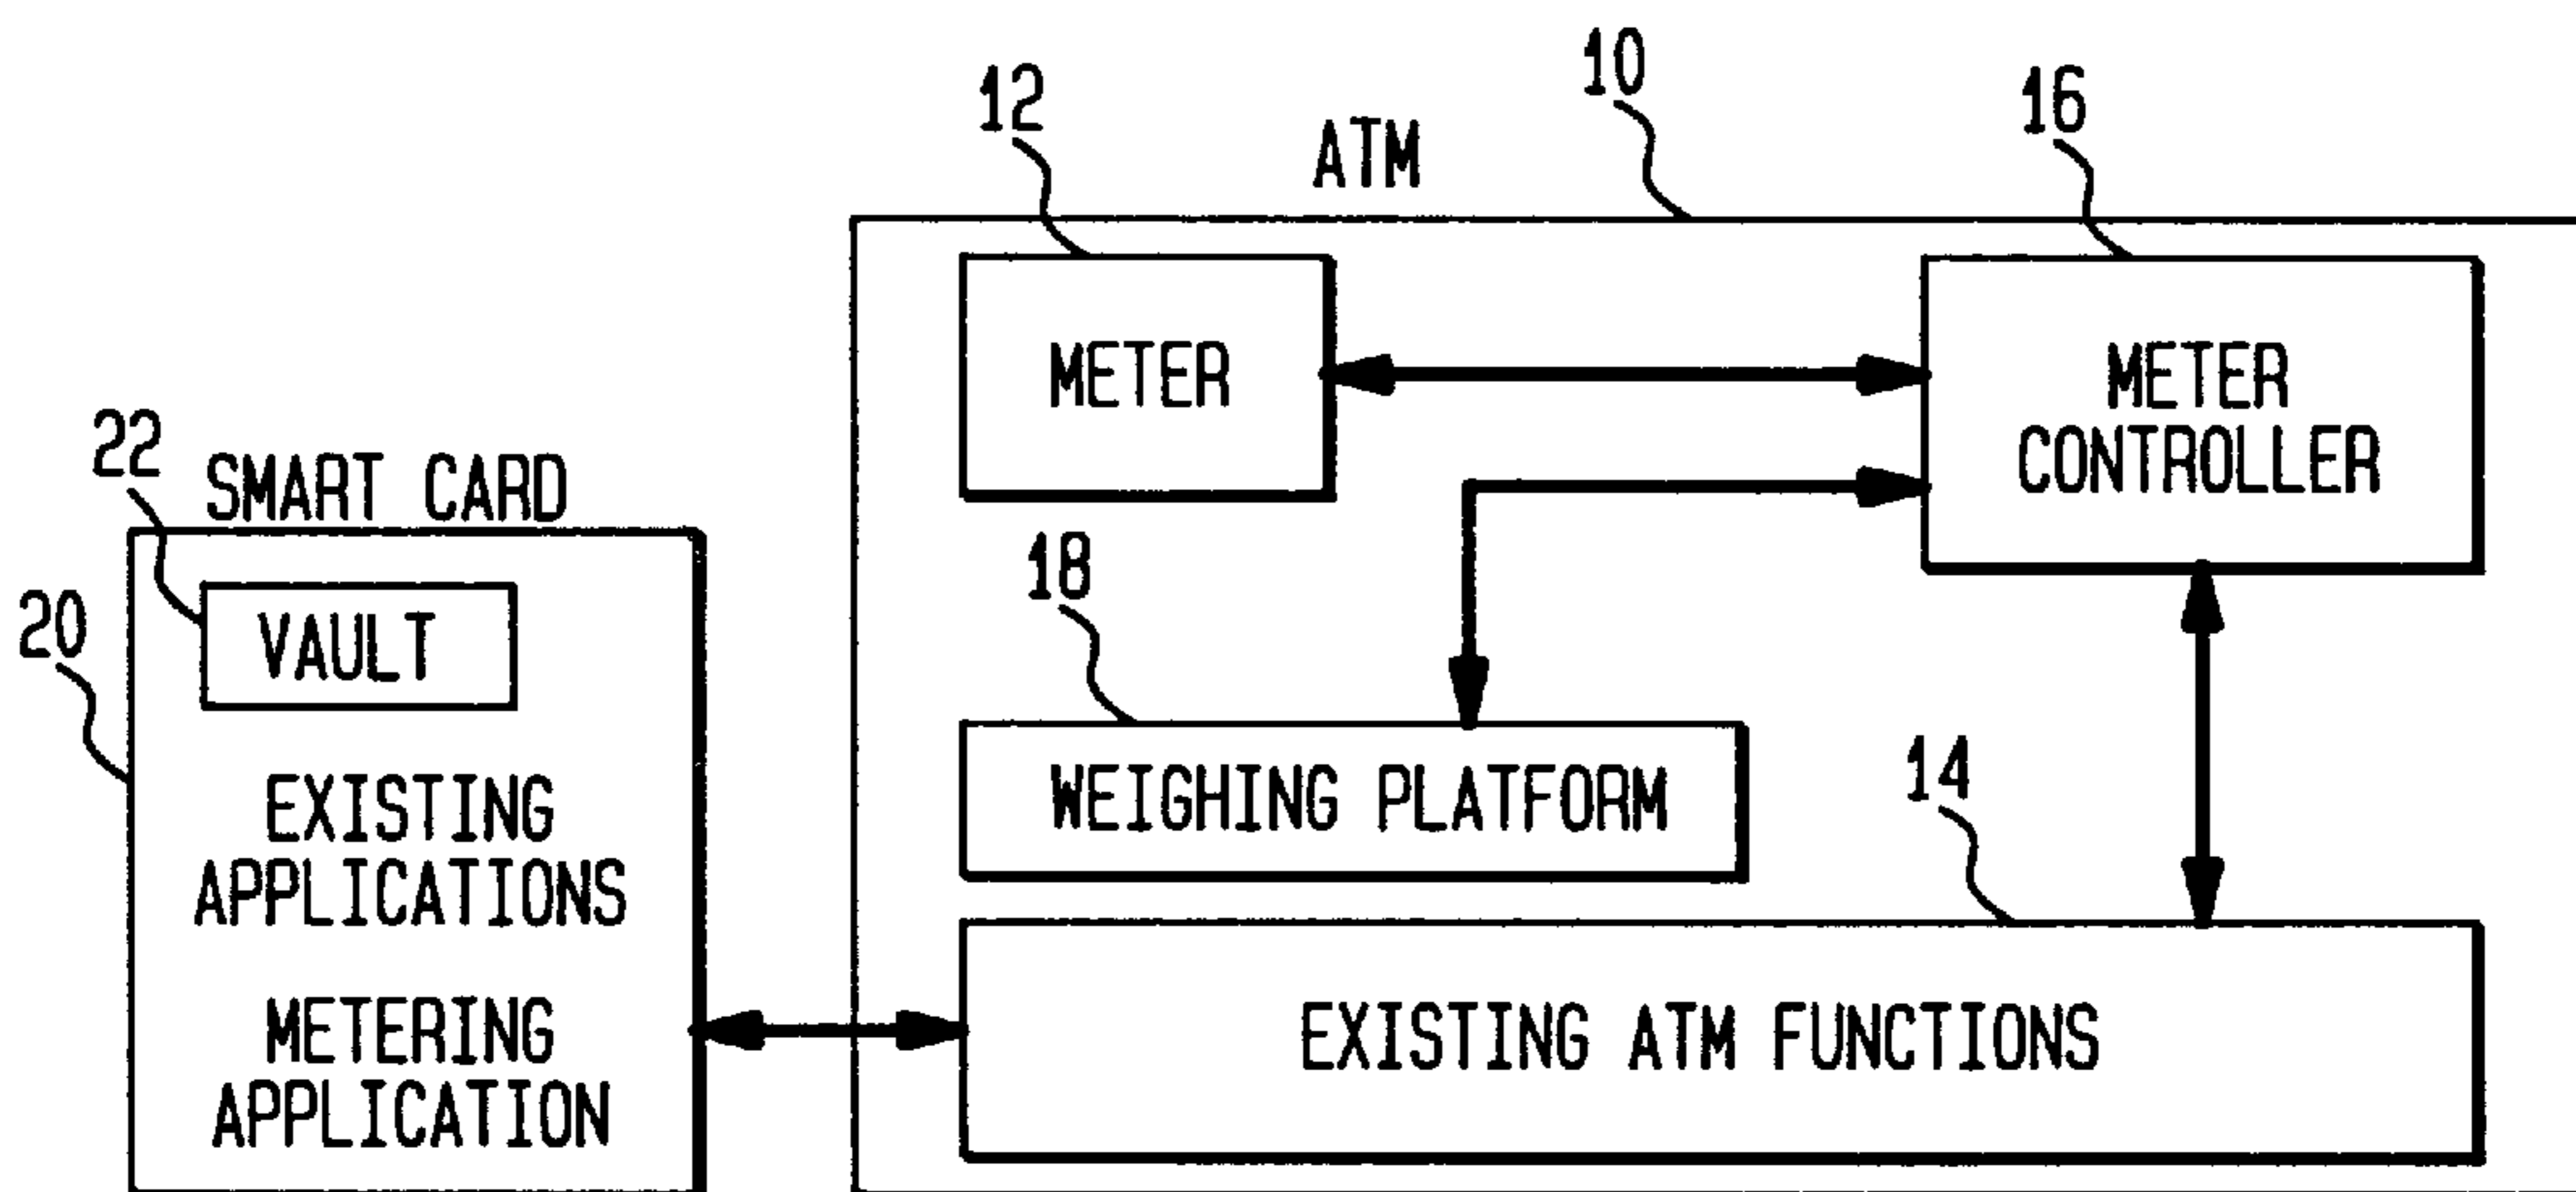 10
12
16
ATM
METER
METER
CONTROLLER
22
SMART CARD
18
20
VAULT
14
WEIGHING PLATFORM
EXISTING
APPLICATIONS
METERING
APPLICATION
EXISTING ATM FUNCTIONS